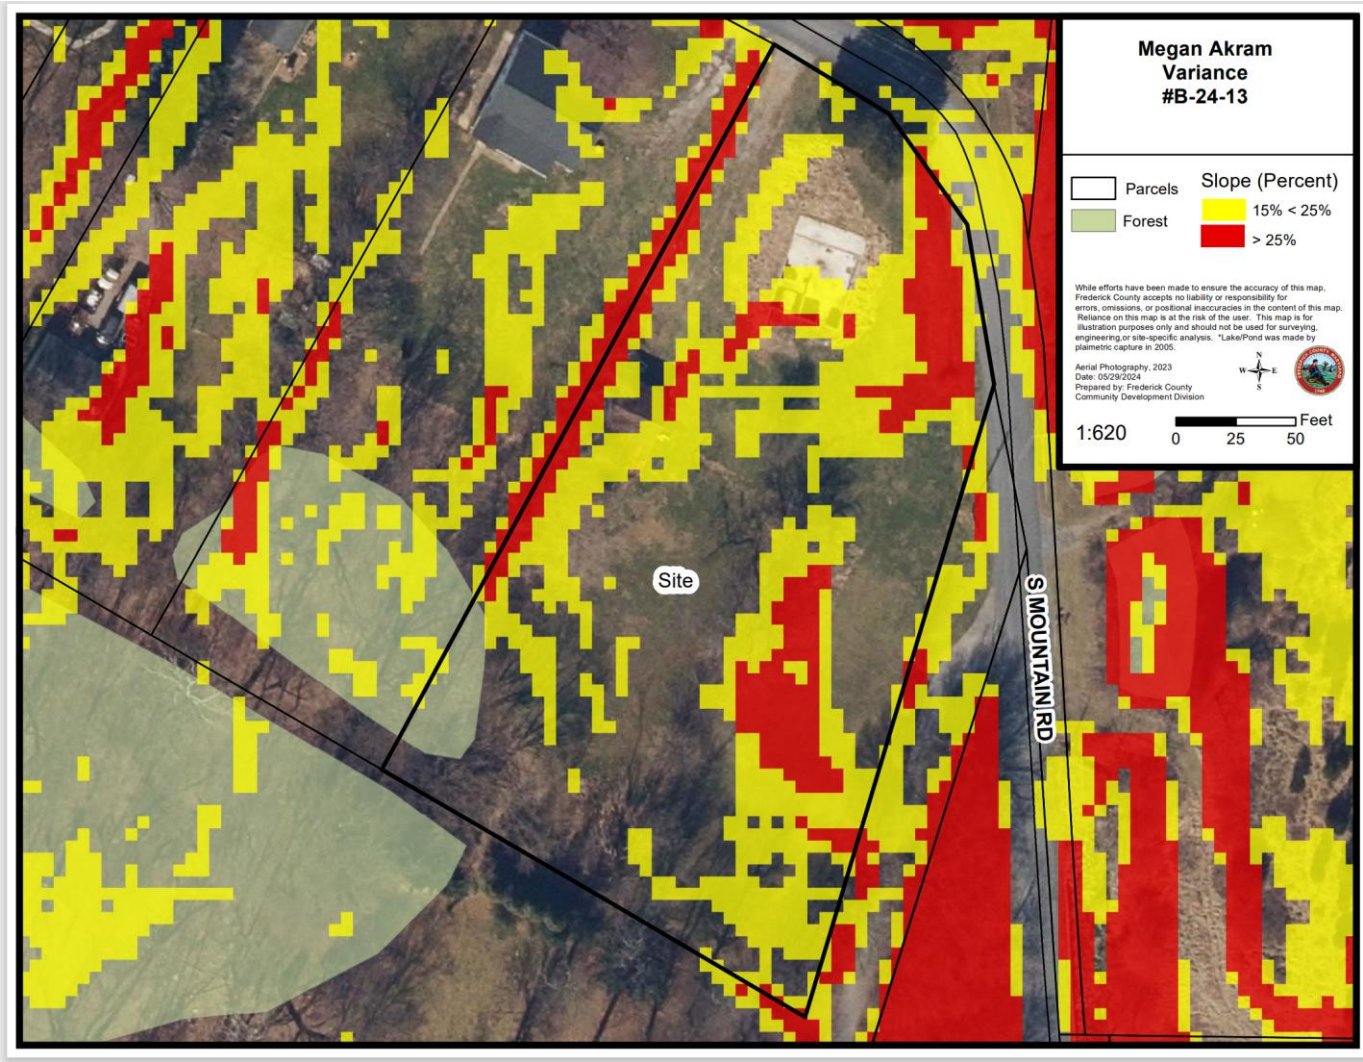 Megan Akram
Variance
#B-24-13
Parcels
Forest
Slope (Percent)
15% < 25%
> 25%
While efforts have been made to ensure the accuracy of this map,
Frederick County accepts no liability or responsibility for
errors, omissions, or positional inaccuracies in the content of this map.
Reliance on this map is at the risk of the user. This map is for
illustration purposes only and should not be used for surveying,
engineering,or site-specific analysis. *Lake/Pond was made by
plaimetric capture in 2005.
Aerial Photography, 2023
Date: 05/29/2024
Prepared by: Frederick County
Community Development Division
N
W
E
S
1:620
Feet
0 25 50
Site
S MOUNTAIN RD